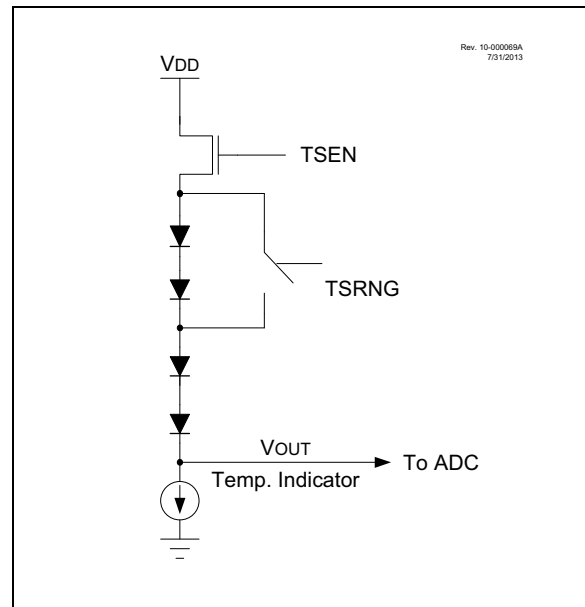 Rev. 10-000069A
7/31/2013
VDD
TSEN
TSRNG
VOUT
To ADC
Temp. Indicator